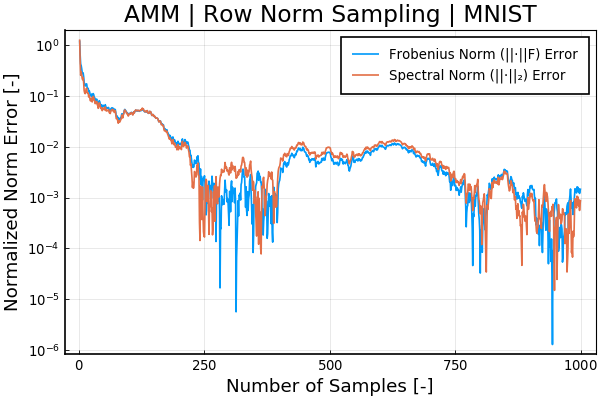 AMM | Row Norm Sampling | MNIST
Normalized Norm Error [-]
10⁰
10⁻¹
10⁻²
10⁻³
10⁻⁴
10⁻⁵
10⁻⁶
Frobenius Norm (||·||F) Error
Spectral Norm (||·||₂) Error
0 250 500 750 1000
Number of Samples [-]